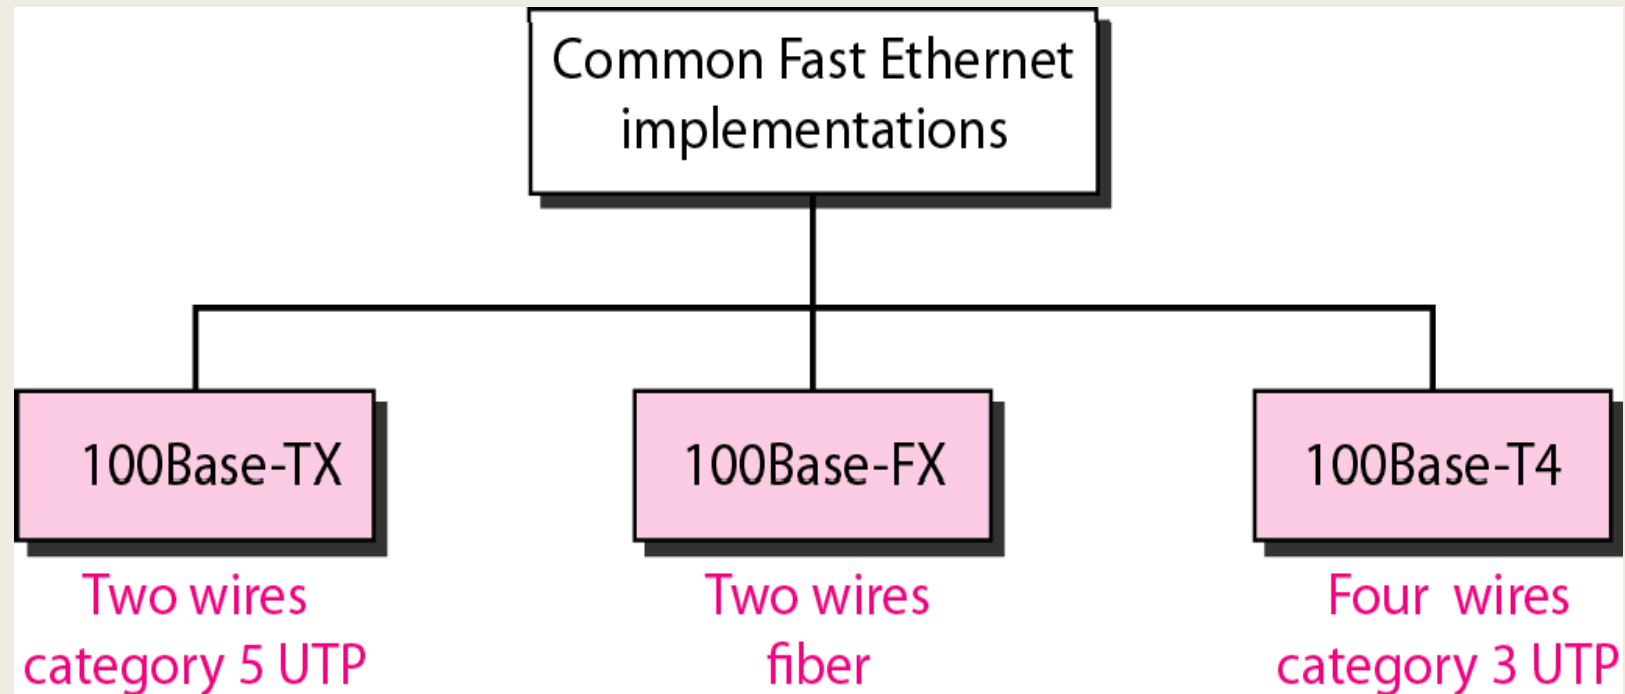 Common Fast Ethernet
implementations
100Base-TX
100Base-FX
100Base-T4
Two wires
category 5 UTP
Two wires
fiber
Four wires
category 3 UTP